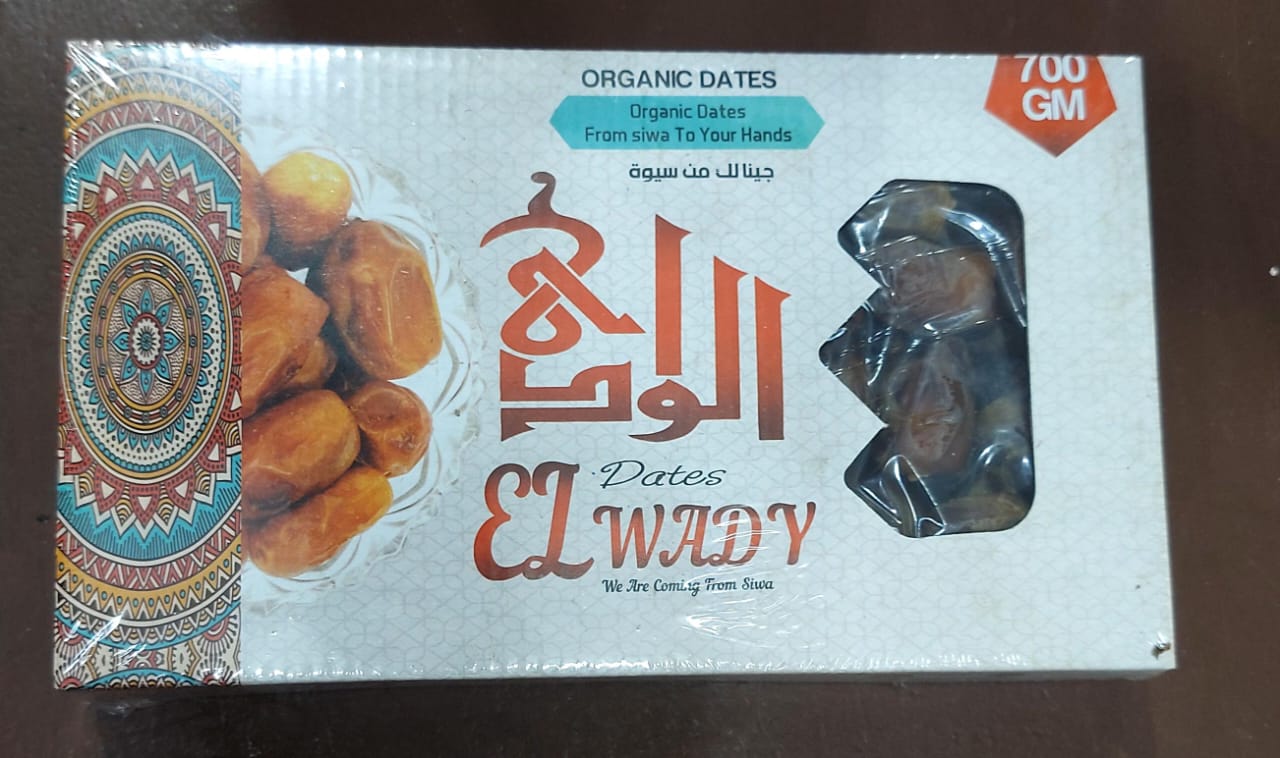 ORGANIC DATES
Organic Dates
From siwa To Your Hands
جينالك من سيوة
700
GM
الوادي
Dates
EL WADY
We Are Coming From Siwa